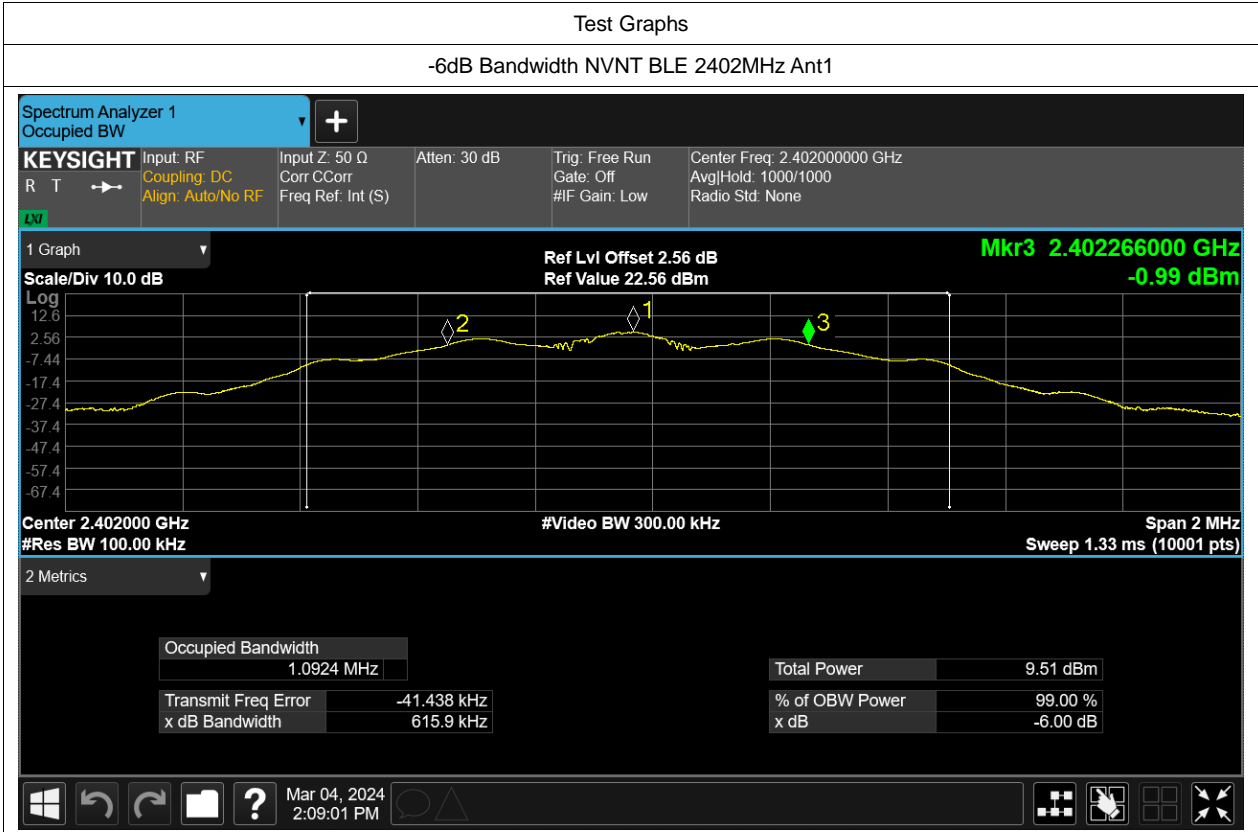 Test Graphs
-6dB Bandwidth NVNT BLE 2402MHz Ant1
Spectrum Analyzer 1
Occupied BW
KEYSIGHT
R T
LXI
Input: RF
Coupling: DC
Align: Auto/No RF
Input Z: 50 Ω
Corr CCorr
Freq Ref: Int (S)
Atten: 30 dB
Trig: Free Run
Gate: Off
#IF Gain: Low
Center Freq: 2.402000000 GHz
Avg|Hold: 1000/1000
Radio Std: None
1 Graph
Scale/Div 10.0 dB
Ref Lvl Offset 2.56 dB
Ref Value 22.56 dBm
Mkr3 2.402266000 GHz
-0.99 dBm
Log
12.6
2.56
-7.44
-17.4
-27.4
-37.4
-47.4
-57.4
-67.4
2
1
3
Center 2.402000 GHz
#Res BW 100.00 kHz
#Video BW 300.00 kHz
Span 2 MHz
Sweep 1.33 ms (10001 pts)
2 Metrics
Occupied Bandwidth
1.0924 MHz
Transmit Freq Error -41.438 kHz
x dB Bandwidth 615.9 kHz
Total Power 9.51 dBm
% of OBW Power 99.00 %
x dB -6.00 dB
?
Mar 04, 2024
2:09:01 PM